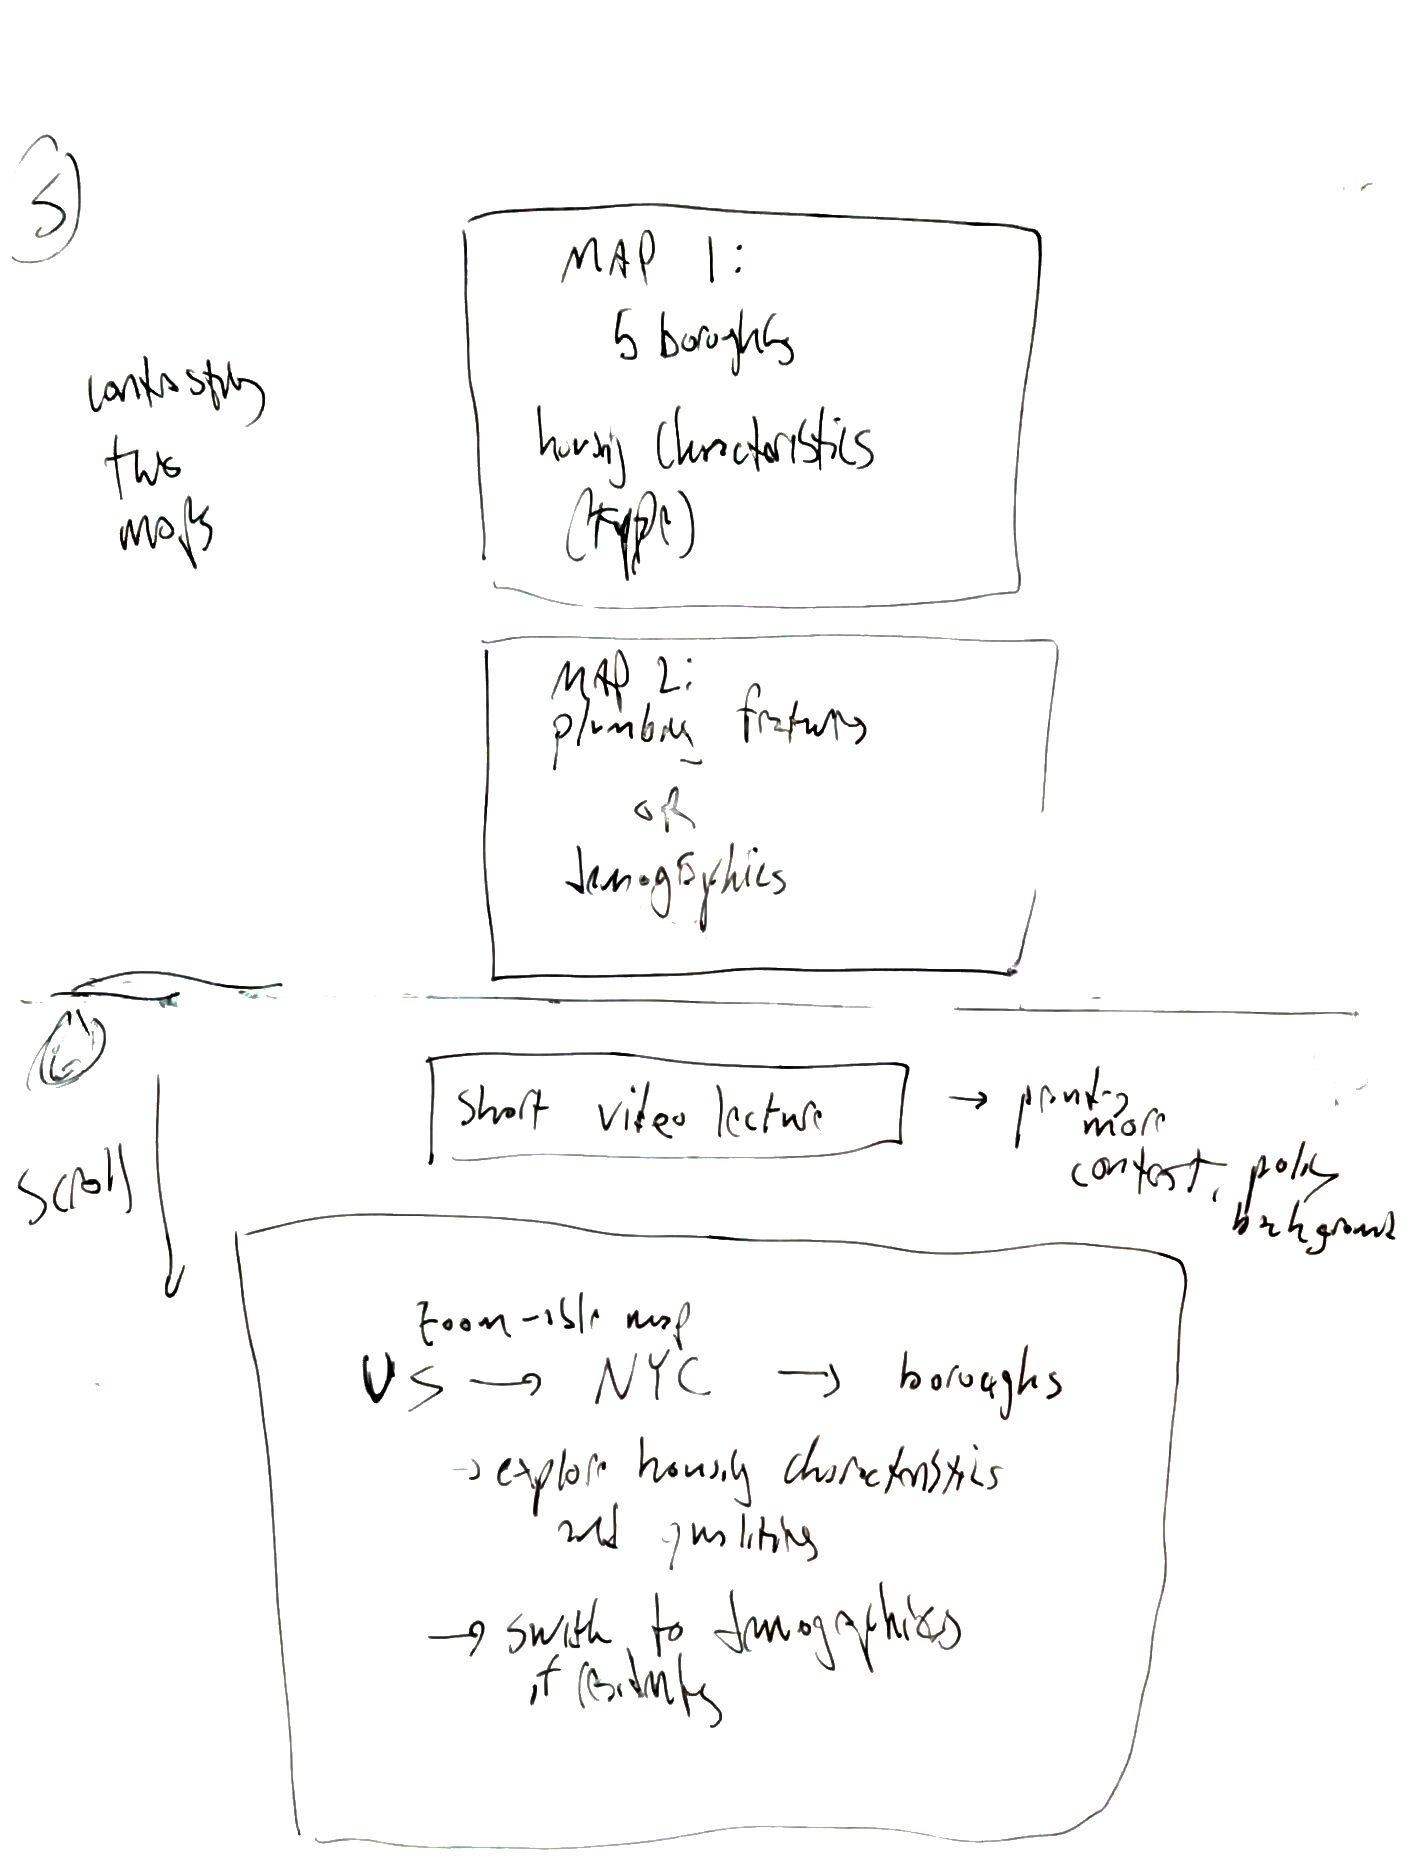 5
contrasting
two
maps
MAP 1:
5 boroughs
housing characteristics
(type)
MAP 2:
plumbing fixtures
OR
demographics
6
scroll
short video lecture
→
more
context, policy
background
zoom-able map
US → NYC → boroughs
→ explore housing characteristics
and qualities
→ switch to demographics
of residents